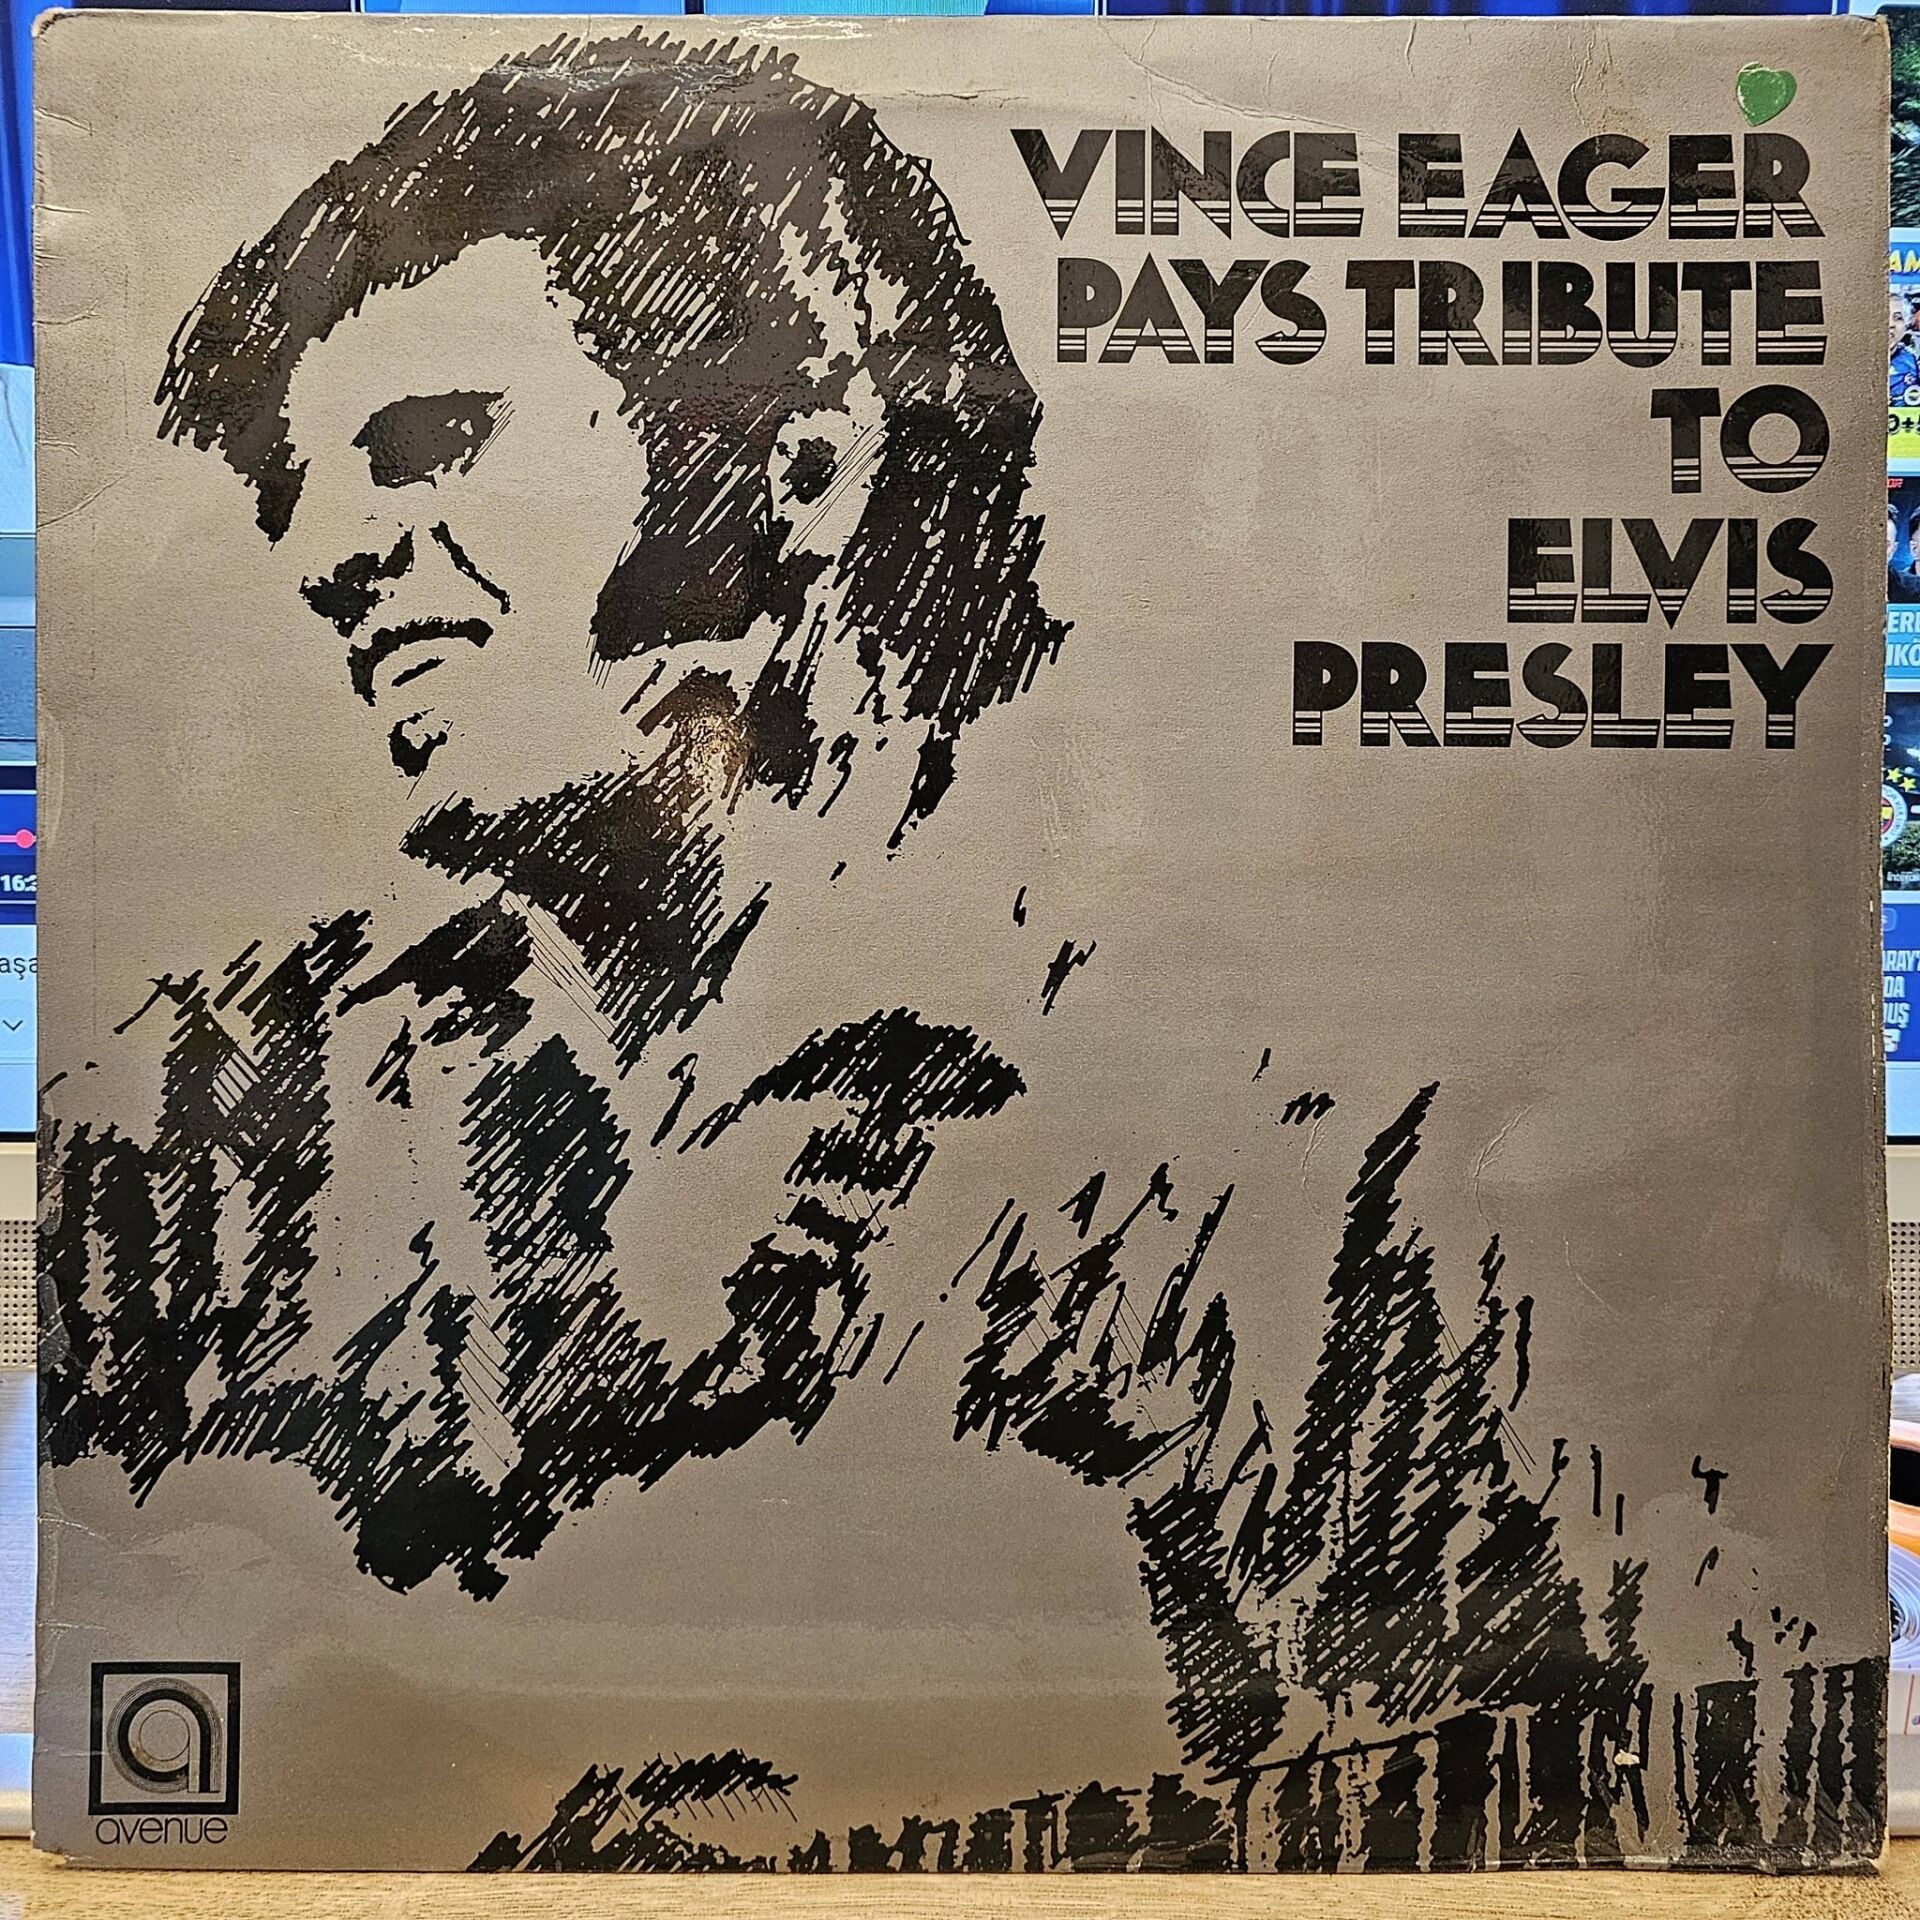 VINCE EAGER
PAYS TRIBUTE
TO
ELVIS
PRESLEY
a
avenue